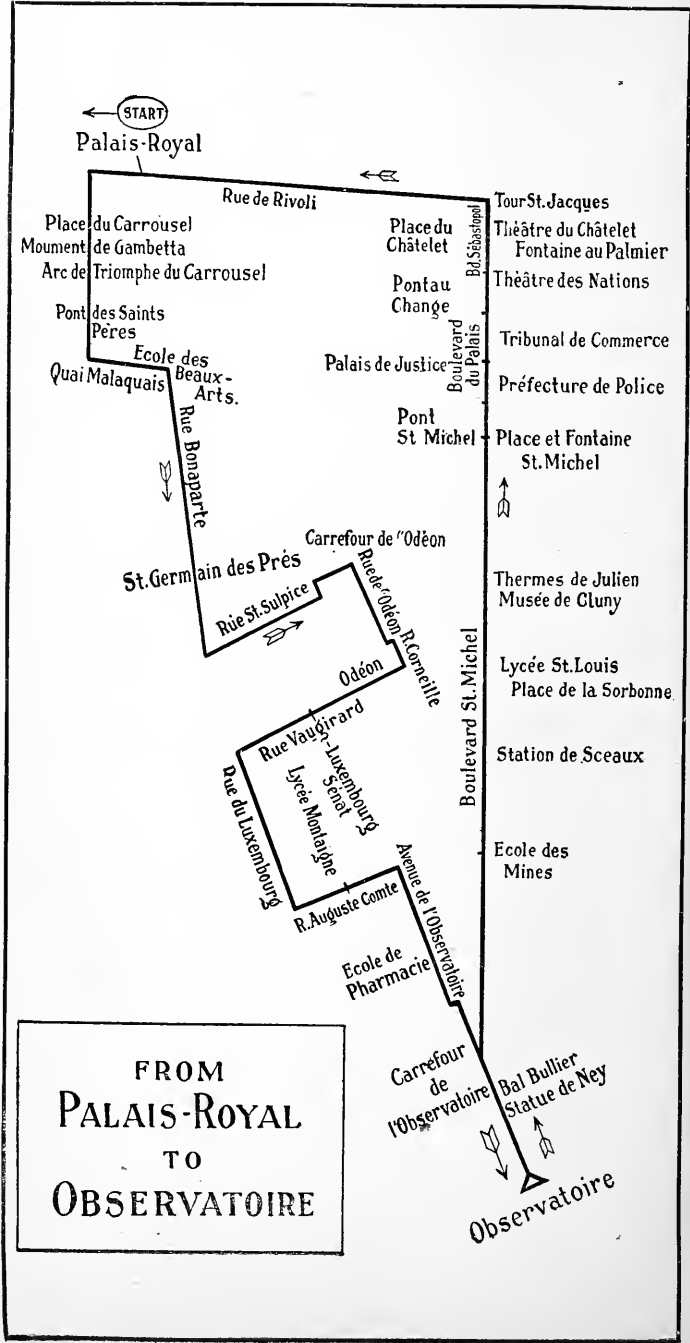 START
Palais-Royal
Rue de Rivoli
Place du Carrousel
Moument de Gambetta
Arc de Triomphe du Carrousel
Pont des Saints
Pères
Quai Malaquais
Ecole des
Beaux-
Arts.
Rue Bonaparte
St. Germain des Prés
Rue St. Sulpice
Carrefour de "Odéon
Rue de "Odéon
R. Corneille
Odéon
Rue Vaugirard
Luxembourg
Sénat
Lycée Montaigne
Rue du Luxembourg
R. Auguste Comte
Avenue de l'Observatoire
Ecole de
Pharmacie
Carrefour
de
l'Observatoire
Bal Bullier
Statue de Ney
Observatoire
Ecole des
Mines
Station de Sceaux
Boulevard St. Michel
Lycée St. Louis
Place de la Sorbonne
Thermes de Julien
Musée de Cluny
Pont
St Michel
Place et Fontaine
St. Michel
Préfecture de Police
Palais de Justice
Boulevard
du Palais
Tribunal de Commerce
Pont au
Change
Théâtre des Nations
Place du
Châtelet
Bd. Sébastopol
Théâtre du Châtelet
Fontaine au Palmier
Tour St. Jacques
FROM
PALAIS-ROYAL
TO
OBSERVATOIRE